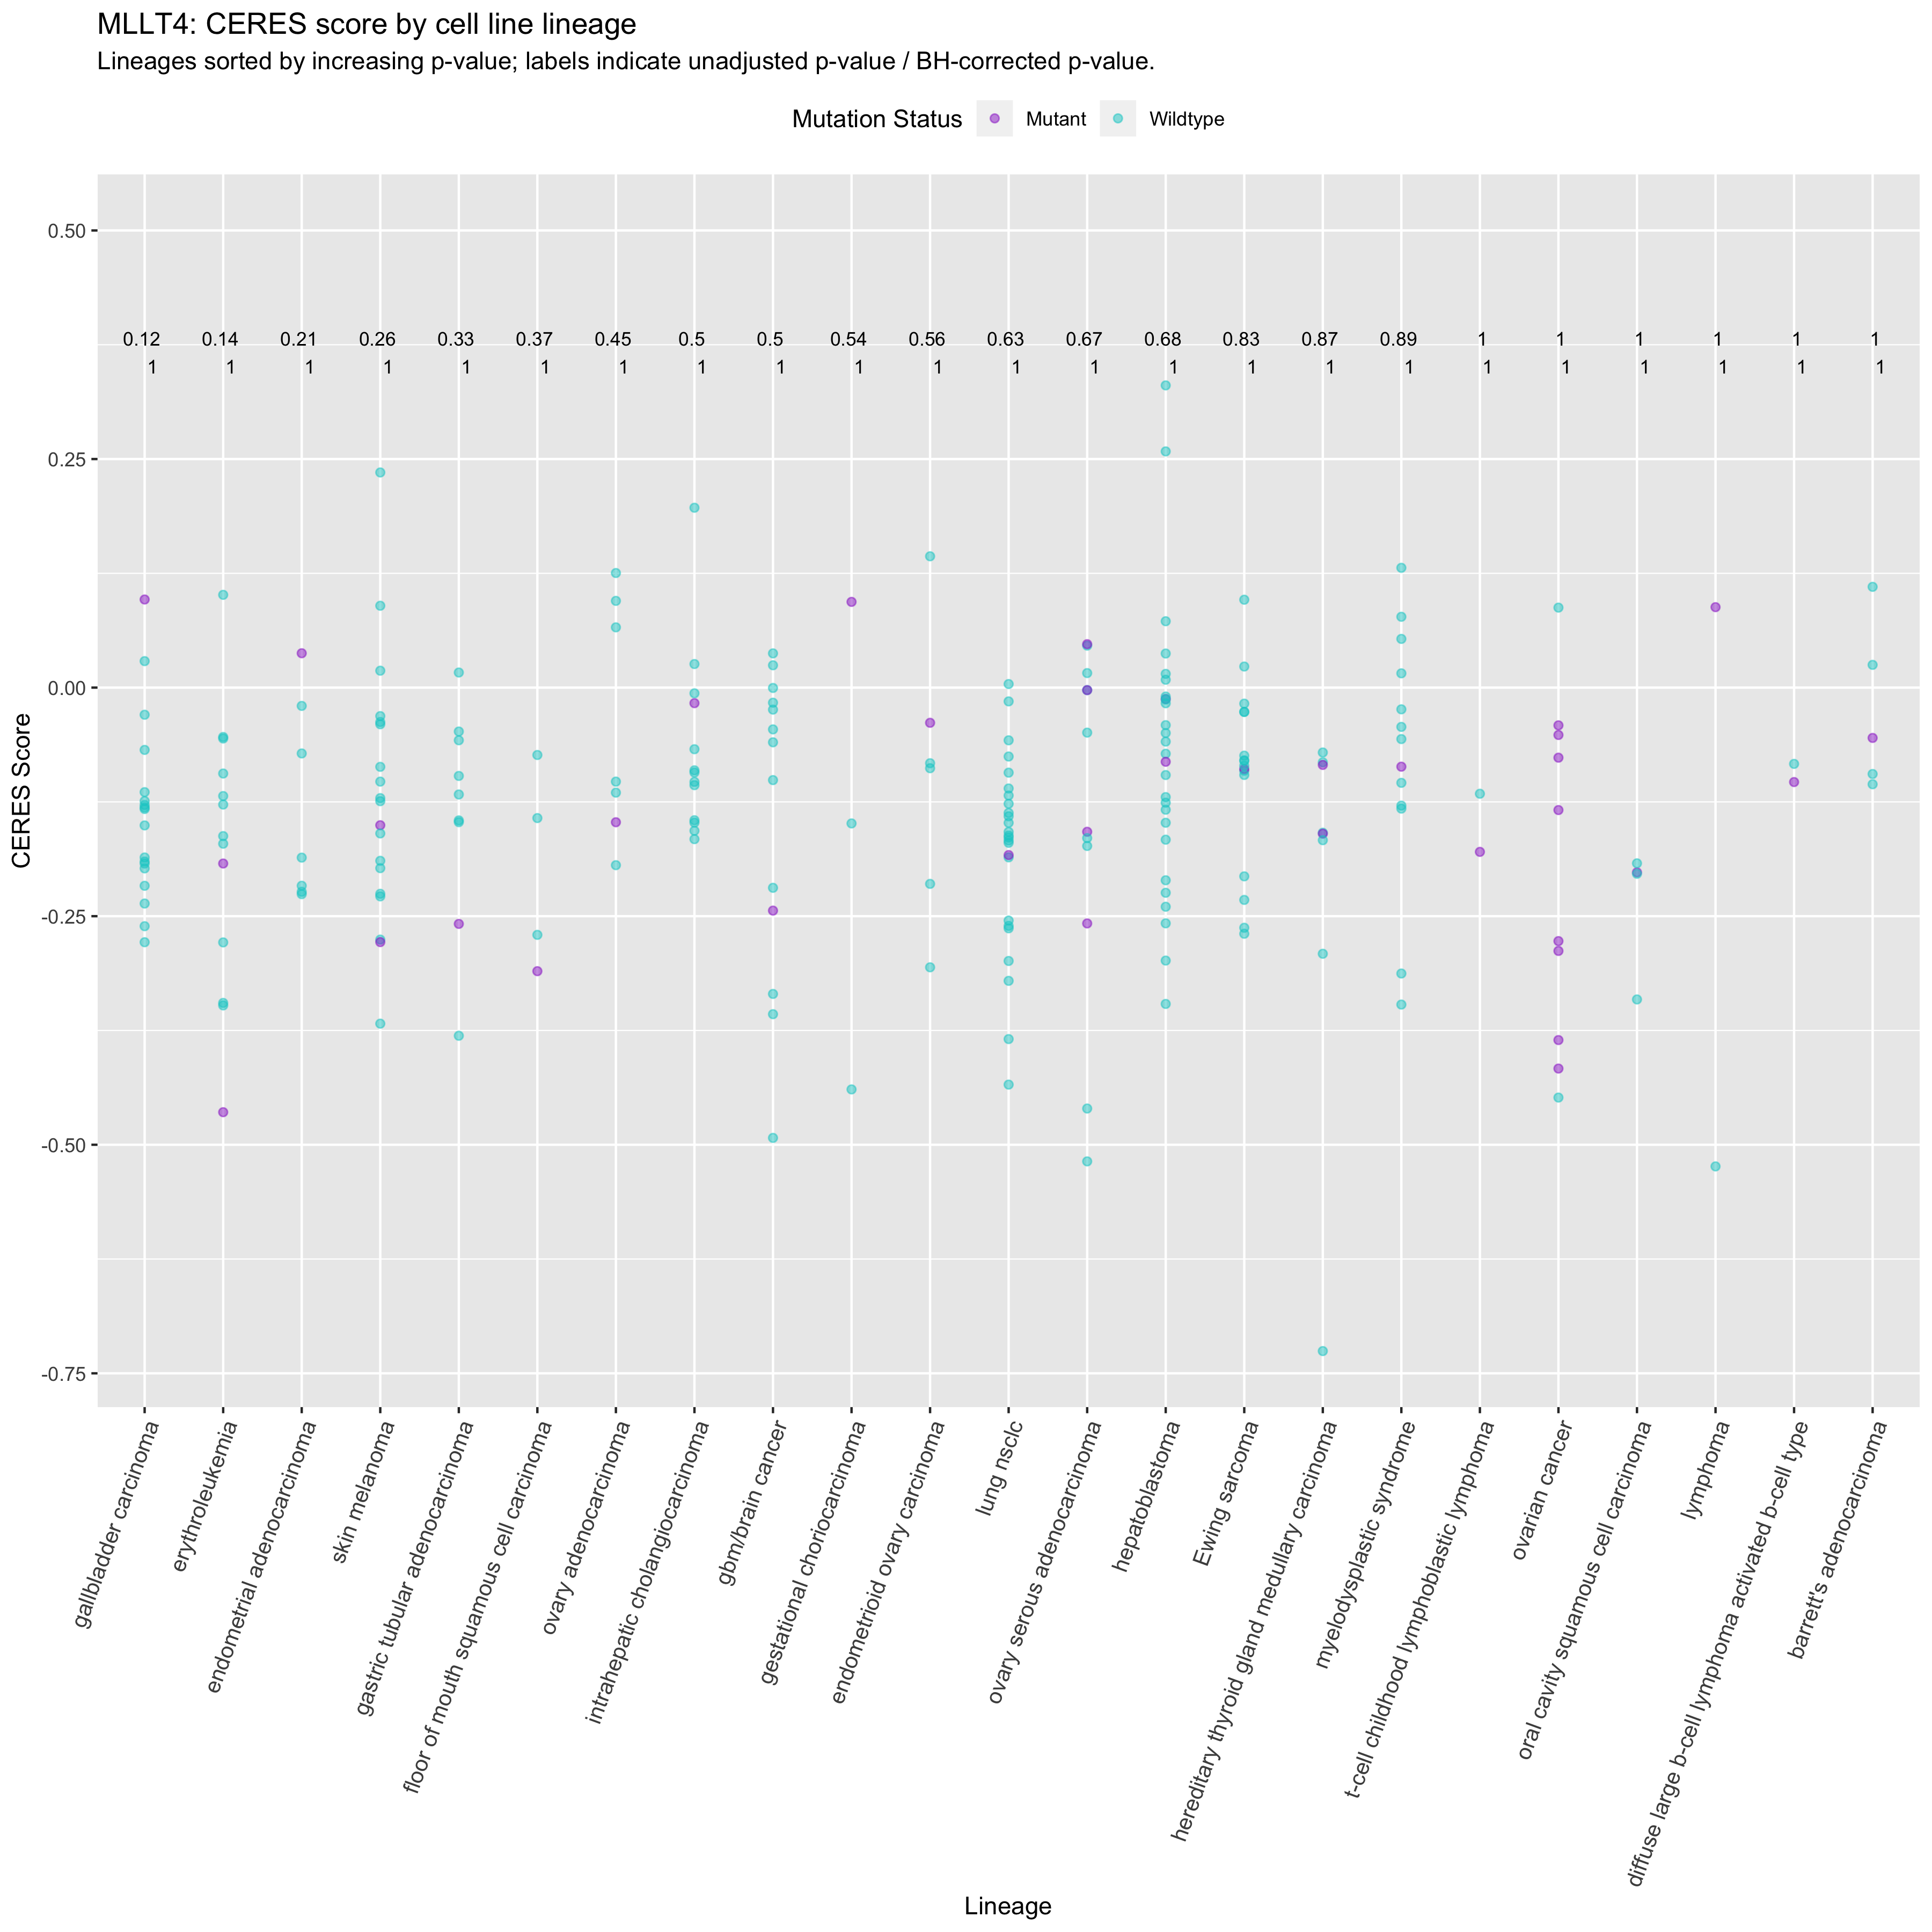 MLLT4: CERES score by cell line lineage
Lineages sorted by increasing p-value; labels indicate unadjusted p-value / BH-corrected p-value.
Mutation Status Mutant Wildtype
0.50
0.12 0.14 0.21 0.26 0.33 0.37 0.45 0.5 0.5 0.54 0.56 0.63 0.67 0.68 0.83 0.87 0.89 1 1 1 1 1 1
1 1 1 1 1 1 1 1 1 1 1 1 1 1 1 1 1 1 1 1 1 1 1
0.25
0.00
-0.25
-0.50
-0.75
CERES Score
gallbladder carcinoma
erythroleukemia
endometrial adenocarcinoma
skin melanoma
gastric tubular adenocarcinoma
floor of mouth squamous cell carcinoma
ovary adenocarcinoma
intrahepatic cholangiocarcinoma
gbm/brain cancer
gestational choriocarcinoma
endometrioid ovary carcinoma
lung nsclc
ovary serous adenocarcinoma
hepatoblastoma
Ewing sarcoma
hereditary thyroid gland medullary carcinoma
myelodysplastic syndrome
t-cell childhood lymphoblastic lymphoma
ovarian cancer
oral cavity squamous cell carcinoma
lymphoma
diffuse large b-cell lymphoma activated b-cell type
barrett's adenocarcinoma
Lineage